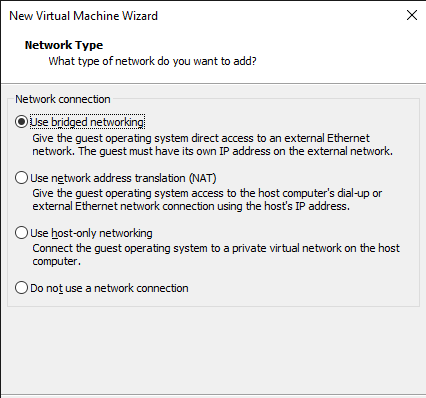 New Virtual Machine Wizard
Network Type
What type of network do you want to add?
Network connection
Use bridged networking
Give the guest operating system direct access to an external Ethernet
network. The guest must have its own IP address on the external network.
Use network address translation (NAT)
Give the guest operating system access to the host computer's dial-up or
external Ethernet network connection using the host's IP address.
Use host-only networking
Connect the guest operating system to a private virtual network on the host
computer.
Do not use a network connection